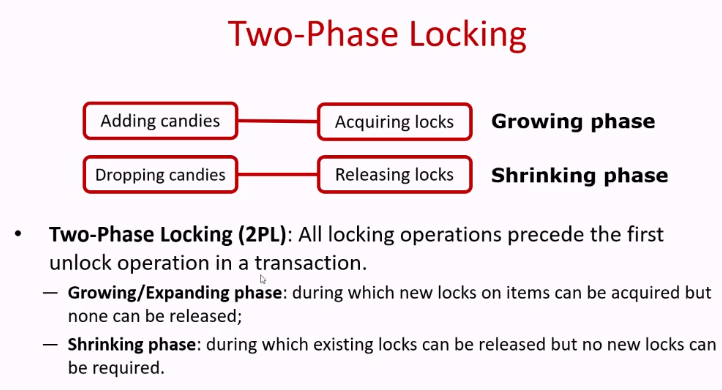 Two-Phase Locking
Adding candies Acquiring locks Growing phase
Dropping candies Releasing locks Shrinking phase
• Two-Phase Locking (2PL): All locking operations precede the first
unlock operation in a transaction.
— Growing/Expanding phase: during which new locks on items can be acquired but
none can be released;
— Shrinking phase: during which existing locks can be released but no new locks can
be required.